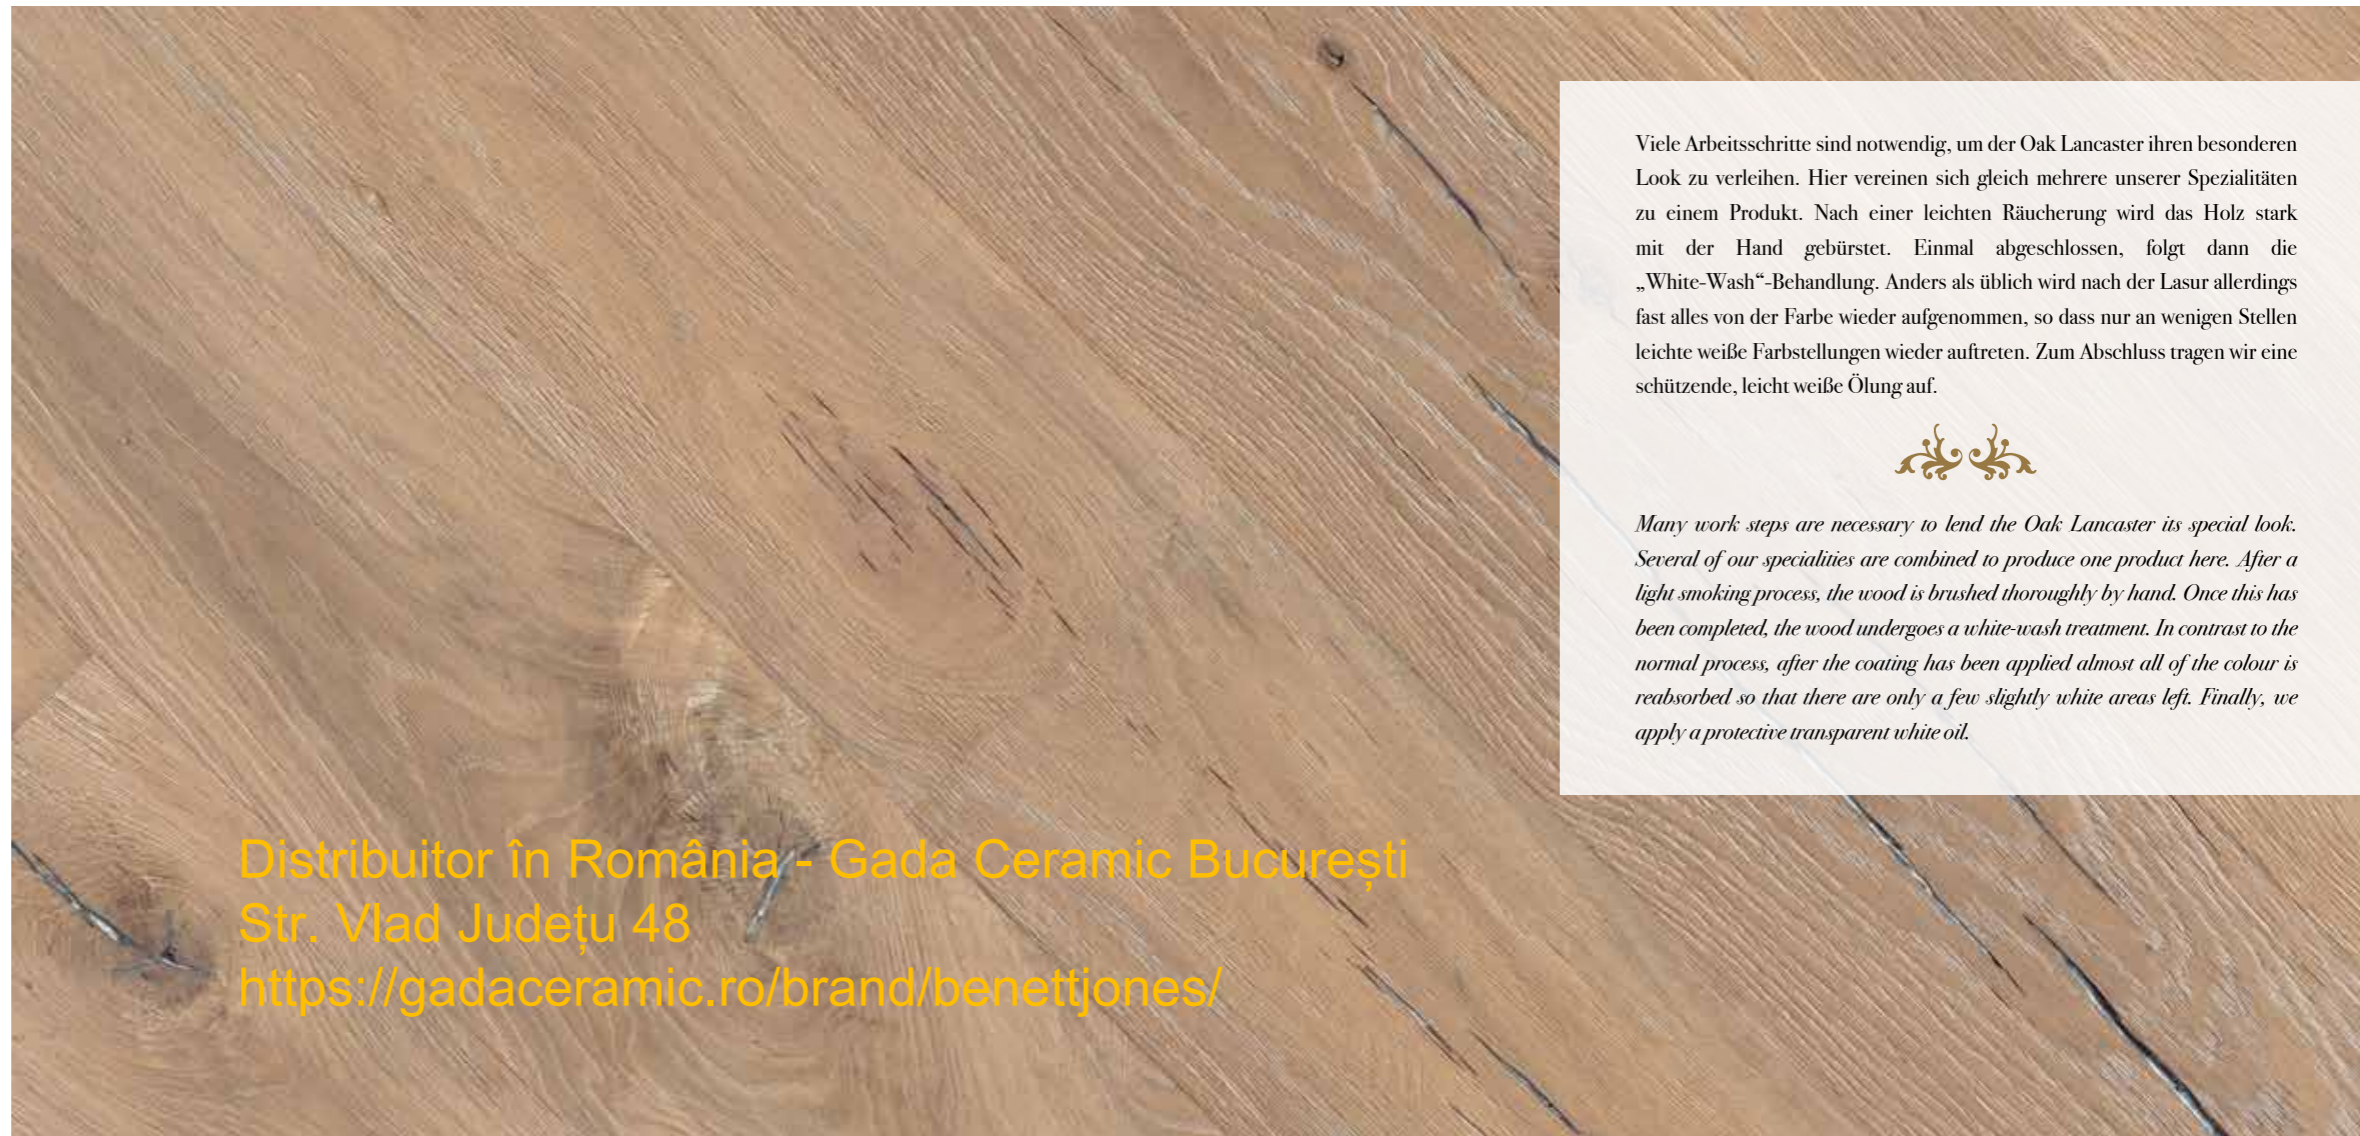 Viele Arbeitsschritte sind notwendig, um der Oak Lancaster ihren besonderen
Look zu verleihen. Hier vereinen sich gleich mehrere unserer Spezialitäten
zu einem Produkt. Nach einer leichten Räucherung wird das Holz stark
mit der Hand gebürstet. Einmal abgeschlossen, folgt dann die
„White-Wash“-Behandlung. Anders als üblich wird nach der Lasur allerdings
fast alles von der Farbe wieder aufgenommen, so dass nur an wenigen Stellen
leichte weiße Farbstellungen wieder auftreten. Zum Abschluss tragen wir eine
schützende, leicht weiße Ölung auf.
Many work steps are necessary to lend the Oak Lancaster its special look.
Several of our specialities are combined to produce one product here. After a
light smoking process, the wood is brushed thoroughly by hand. Once this has
been completed, the wood undergoes a white-wash treatment. In contrast to the
normal process, after the coating has been applied almost all of the colour is
reabsorbed so that there are only a few slightly white areas left. Finally, we
apply a protective transparent white oil.
Distribuitor în România - Gada Ceramic București
Str. Vlad Județu 48
https://gadaceramic.ro/brand/benettjones/